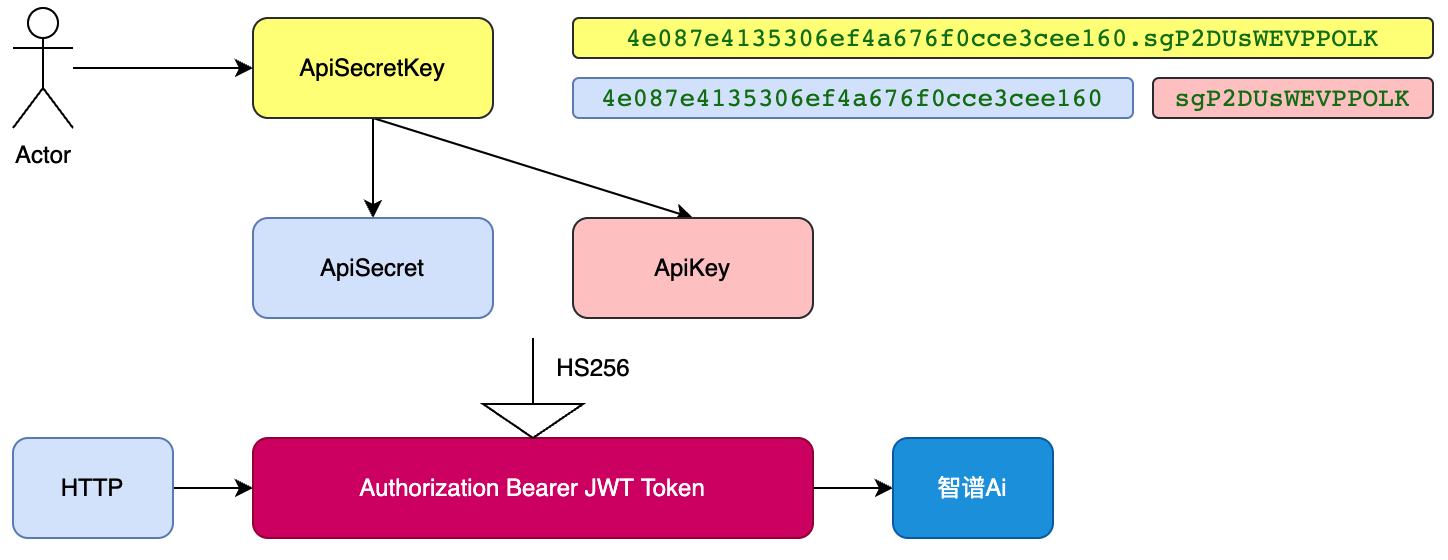 ApiSecretKey
4e087e4135306ef4a676f0cce3cee160.sgP2DUsWEVPPOLK
4e087e4135306ef4a676f0cce3cee160
sgP2DUsWEVPPOLK
Actor
ApiSecret
ApiKey
HS256
HTTP
Authorization Bearer JWT Token
智谱Ai